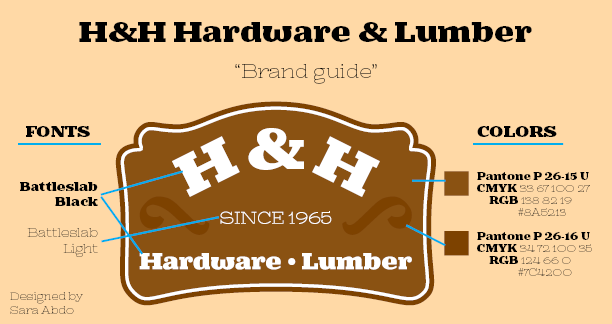 H&H Hardware & Lumber
“Brand guide”
FONTS
Battleslab
Black
Battleslab
Light
H & H
SINCE 1965
Hardware • Lumber
COLORS
Pantone P 26-15 U
CMYK 33 67 100 27
RGB 138 82 19
#8A5213
Pantone P 26-16 U
CMYK 34 72 100 35
RGB 124 66 0
#7C4200
Designed by
Sara Abdo